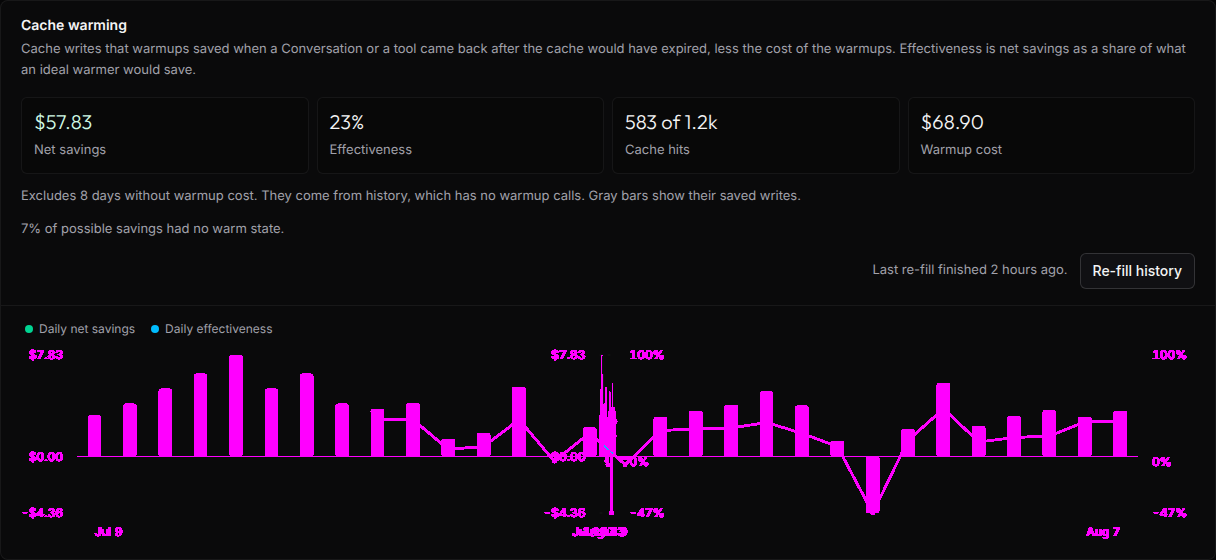 Cache warming
Cache writes that warmups saved when a Conversation or a tool came back after the cache would have expired, less the cost of the warmups. Effectiveness is net savings as a share of what
an ideal warmer would save.
$57.83
Net savings
23%
Effectiveness
583 of 1.2k
Cache hits
$68.90
Warmup cost
Excludes 8 days without warmup cost. They come from history, which has no warmup calls. Gray bars show their saved writes.
7% of possible savings had no warm state.
Last re-fill finished 2 hours ago.
Re-fill history
Daily net savings
Daily effectiveness
$7.83 $7.83 100% 100%
$0.00 $0.00 0%
-$4.36 -$4.36 -47% -47%
Jul 9 Aug 7